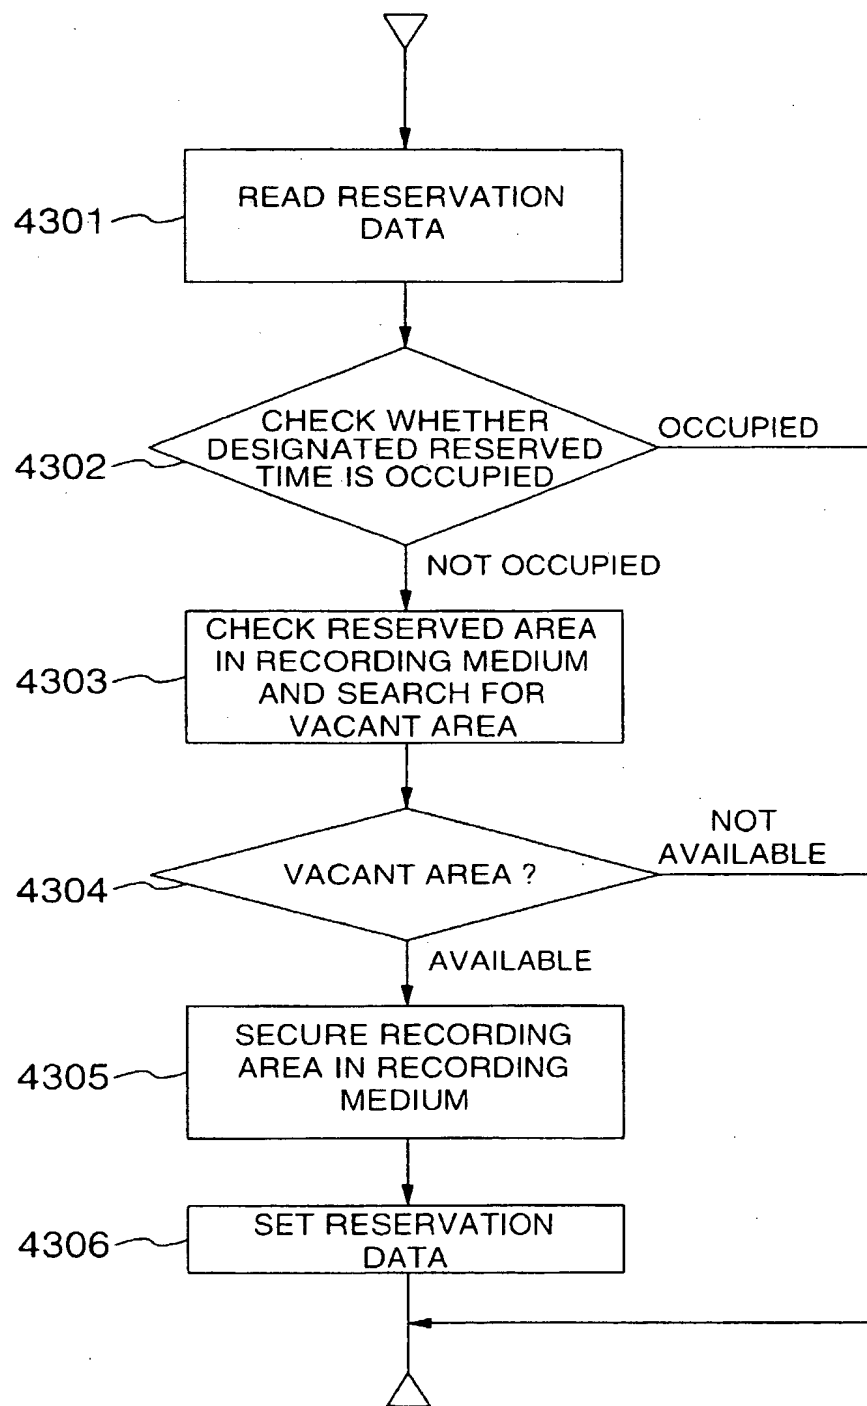 4301
READ RESERVATION
DATA
4302
CHECK WHETHER
DESIGNATED RESERVED
TIME IS OCCUPIED
OCCUPIED
NOT OCCUPIED
4303
CHECK RESERVED AREA
IN RECORDING MEDIUM
AND SEARCH FOR
VACANT AREA
4304
VACANT AREA ?
NOT
AVAILABLE
AVAILABLE
4305
SECURE RECORDING
AREA IN RECORDING
MEDIUM
4306
SET RESERVATION
DATA